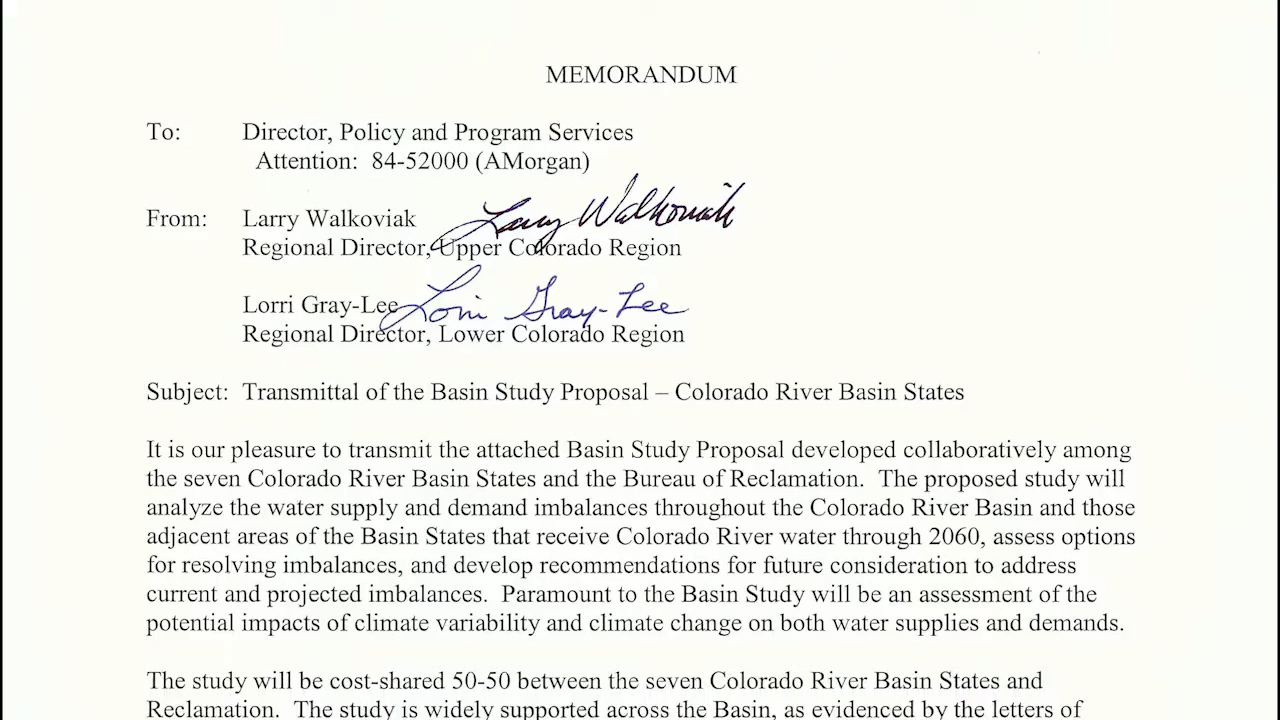 MEMORANDUM
To: Director, Policy and Program Services
Attention: 84-52000 (AMorgan)
From: Larry Walkoviak Larry Walkoviak
Regional Director, Upper Colorado Region
Lorri Gray-Lee Lorri Gray-Lee
Regional Director, Lower Colorado Region
Subject: Transmittal of the Basin Study Proposal – Colorado River Basin States
It is our pleasure to transmit the attached Basin Study Proposal developed collaboratively among
the seven Colorado River Basin States and the Bureau of Reclamation. The proposed study will
analyze the water supply and demand imbalances throughout the Colorado River Basin and those
adjacent areas of the Basin States that receive Colorado River water through 2060, assess options
for resolving imbalances, and develop recommendations for future consideration to address
current and projected imbalances. Paramount to the Basin Study will be an assessment of the
potential impacts of climate variability and climate change on both water supplies and demands.
The study will be cost-shared 50-50 between the seven Colorado River Basin States and
Reclamation. The study is widely supported across the Basin, as evidenced by the letters of